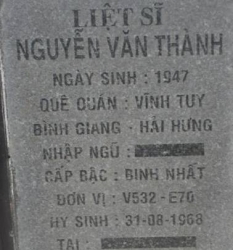 LIỆT SĨ
NGUYỄN VĂN THÀNH
NGÀY SINH : 1947
QUÊ QUÁN : VĨNH TUY
BÌNH GIANG - HẢI HƯNG
NHẬP NGŨ :
CẤP BẬC : BINH NHẤT
ĐƠN VỊ : V532 - E70
HY SINH : 31-08-1968
TẠI :